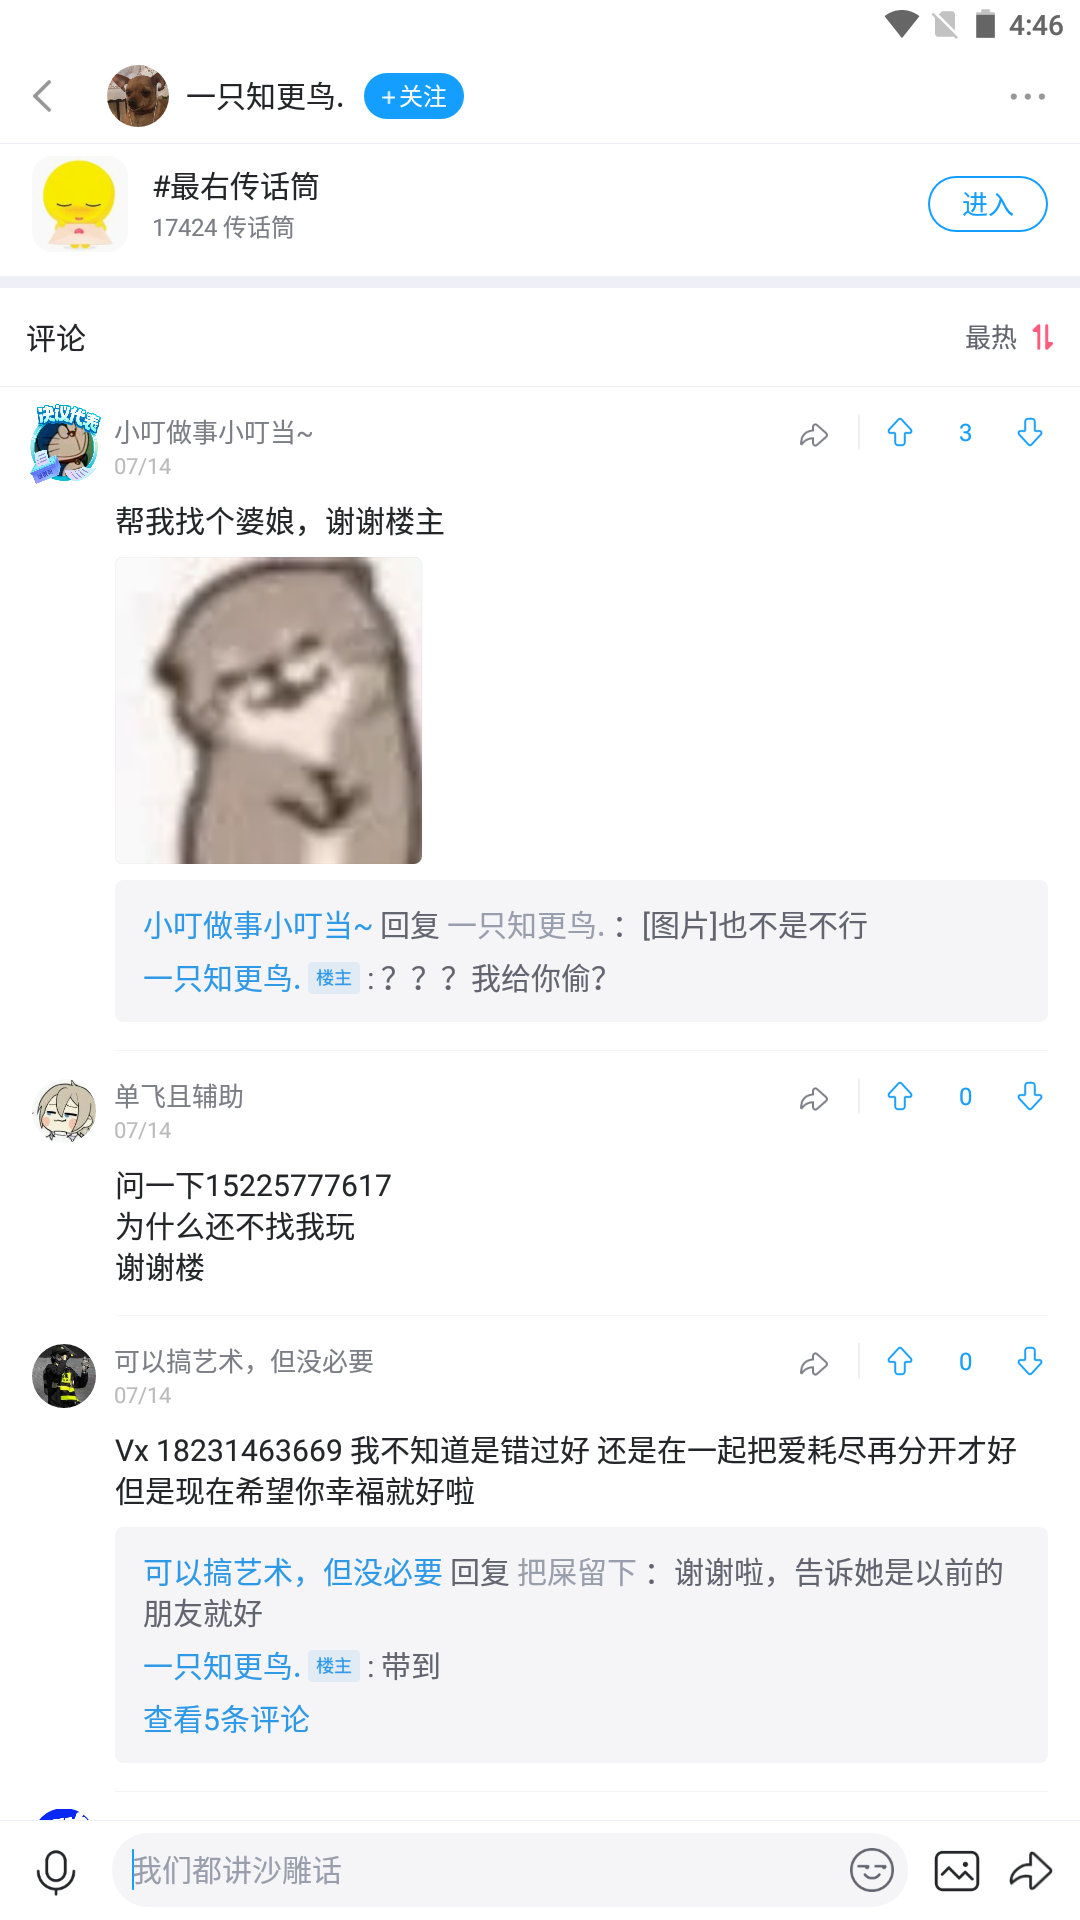 4:46
一只知更鸟.
+关注
#最右传话筒
17424 传话筒
进入
评论
最热
决议代表
小叮做事小叮当~
3
07/14
帮我找个婆娘，谢谢楼主
小叮做事小叮当~ 回复 一只知更鸟. ：[图片]也不是不行
一只知更鸟. 楼主 : ？？？我给你偷？
单飞且辅助
0
07/14
问一下15225777617
为什么还不找我玩
谢谢楼
可以搞艺术，但没必要
0
07/14
Vx 18231463669 我不知道是错过好 还是在一起把爱耗尽再分开才好
但是现在希望你幸福就好啦
可以搞艺术，但没必要 回复 把屎留下 ：谢谢啦，告诉她是以前的
朋友就好
一只知更鸟. 楼主 : 带到
查看5条评论
我们都讲沙雕话